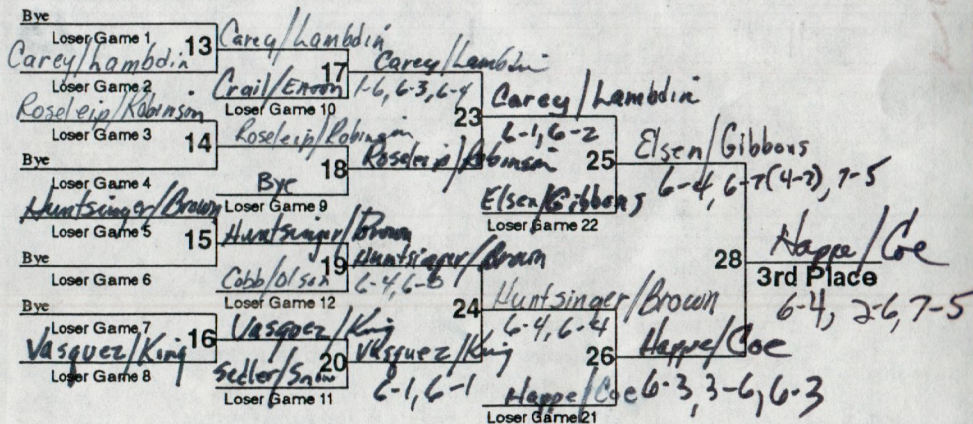 Bye
Loser Game 1
13
Carey/Lambdin
Carey/Lambdin
Loser Game 2
17
Carey/Lambdin
1-6, 6-3, 6-4
Crail/
Loser Game 10
Roseleip/Robinson
Loser Game 3
14
Roseleip/Robinson
Bye
Loser Game 4
18
Roseleip/Robinson
Bye
Loser Game 9
23
Carey/Lambdin
6-1, 6-2
25
Elsen/Gibbons
6-4, 6-7(4-7), 7-5
Elsen/Gibbons
Loser Game 22
Huntsinger/Brown
Loser Game 5
15
Huntsinger/Brown
Bye
Loser Game 6
19
Huntsinger/Brown
Cobb/Olson
Loser Game 12
28
Happe/Coe
3rd Place
6-4, 2-6, 7-5
Bye
Loser Game 7
16
Vasquez/King
Vasquez/King
Loser Game 8
20
Vasquez/King
6-1, 6-1
Loser Game 11
24
Huntsinger/Brown
6-4, 6-4
26
Happe/Coe
6-3, 3-6, 6-3
Happe/Coe
Loser Game 21